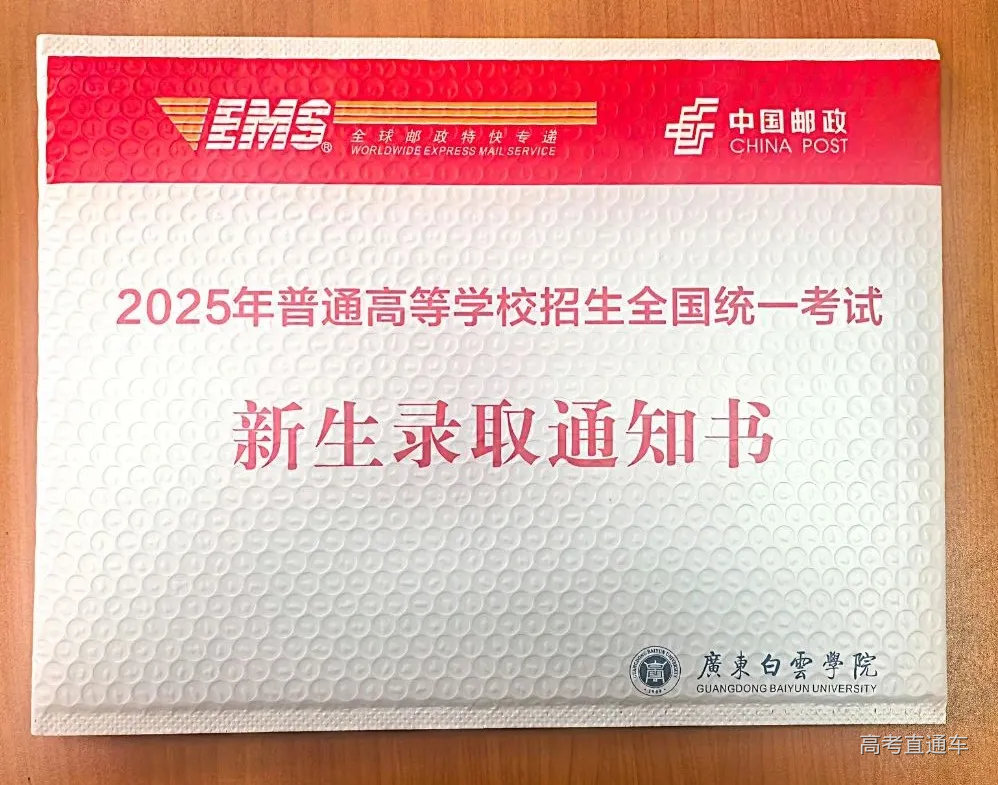 EMS®
全球邮政特快专递
WORLDWIDE EXPRESS MAIL SERVICE
中国邮政
CHINA POST
2025年普通高等学校招生全国统一考试
新生录取通知书
廣東白雲學院
GUANGDONG BAIYUN UNIVERSITY
高考直通车